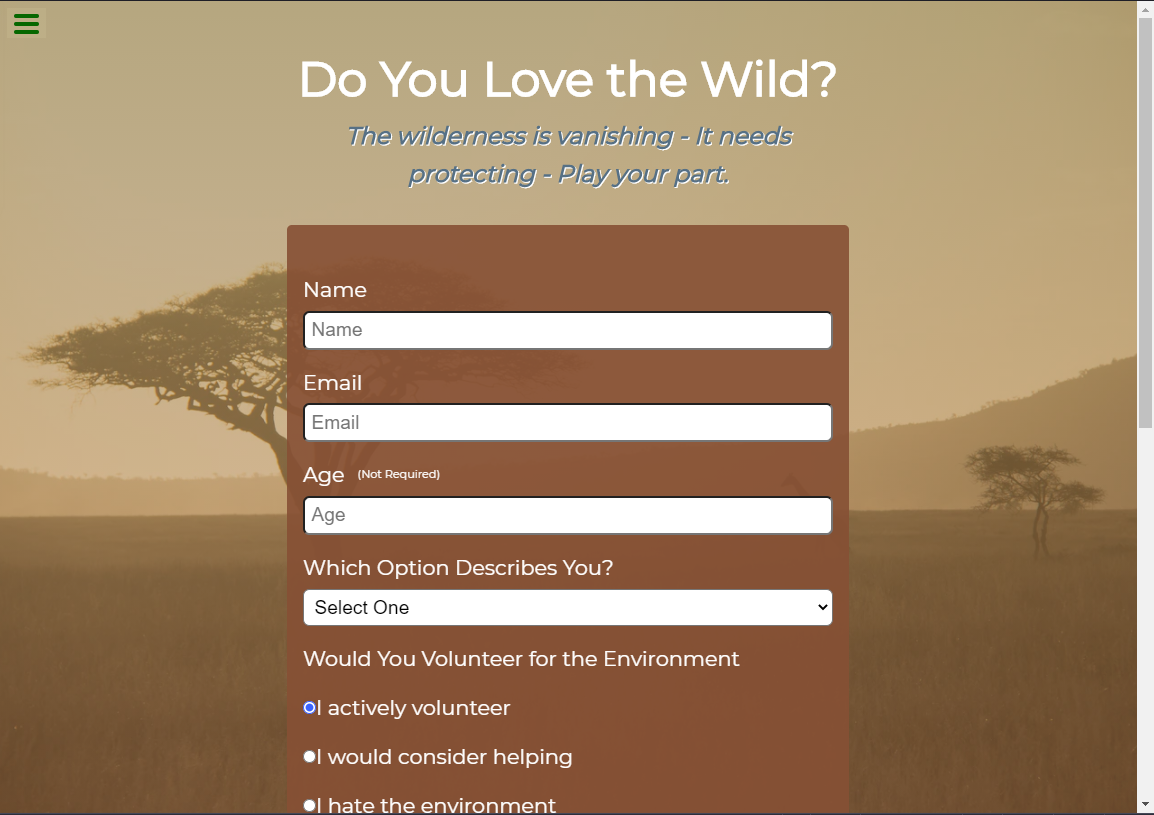 Do You Love the Wild?
The wilderness is vanishing - It needs
protecting - Play your part.
Name
Name
Email
Email
Age (Not Required)
Age
Which Option Describes You?
Select One
Would You Volunteer for the Environment
I actively volunteer
I would consider helping
I hate the environment